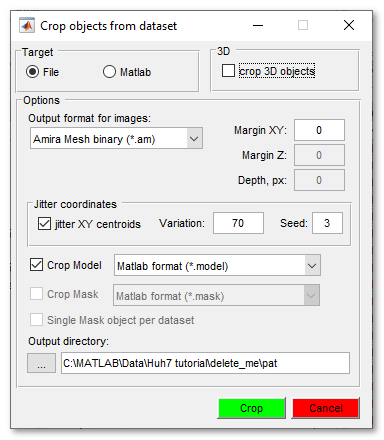 Crop objects from dataset
Target
File
Matlab
3D
crop 3D objects
Options
Output format for images:
Amira Mesh binary (*.am)
Margin XY: 0
Margin Z: 0
Depth, px: 0
Jitter coordinates
jitter XY centroids Variation: 70 Seed: 3
Crop Model Matlab format (*.model)
Crop Mask Matlab format (*.mask)
Single Mask object per dataset
Output directory:
... C:\MATLAB\Data\Huh7 tutorial\delete_me\pat
Crop Cancel